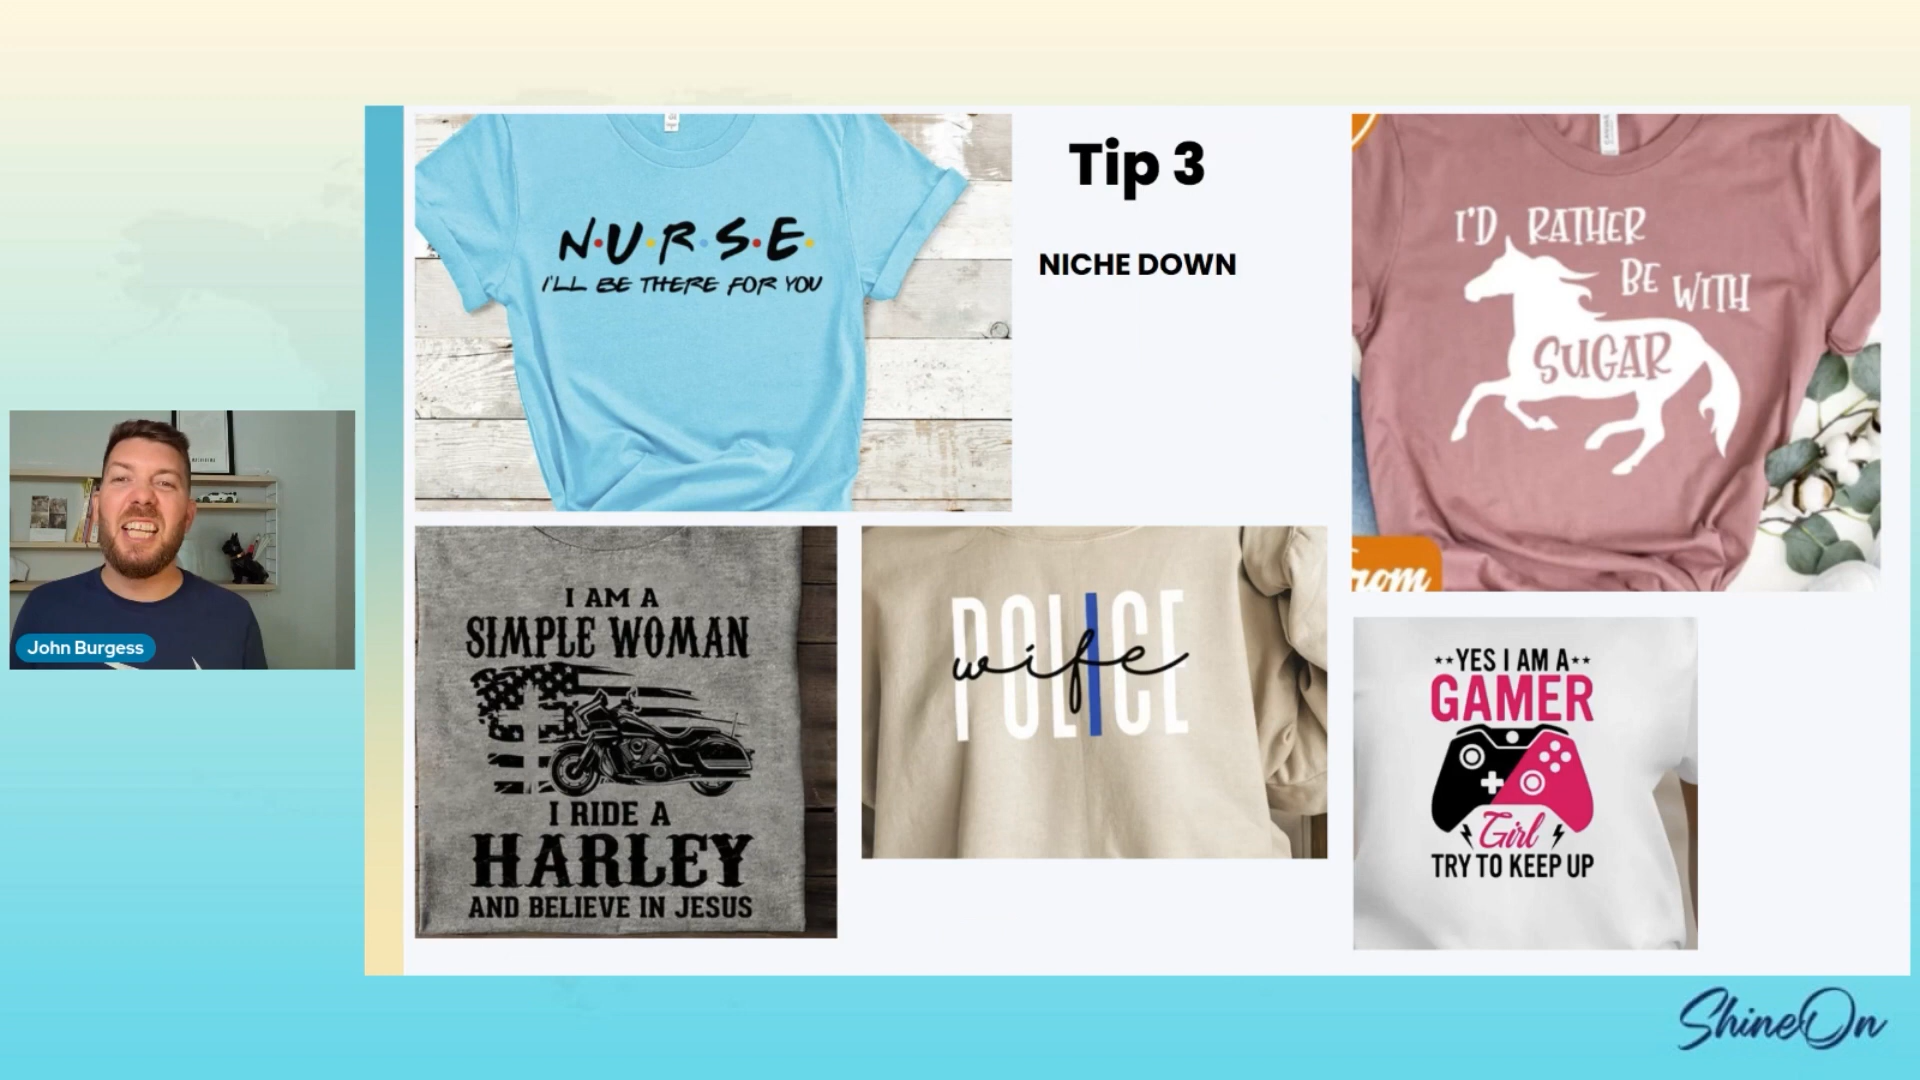 N·U·R·S·E·
I'LL BE THERE FOR YOU
Tip 3
NICHE DOWN
I'D RATHER
BE WITH
SUGAR
John Burgess
I AM A
SIMPLE WOMAN
I RIDE A
HARLEY
AND BELIEVE IN JESUS
POLICE
wife
YES I AM A
GAMER
Girl
TRY TO KEEP UP
ShineOn